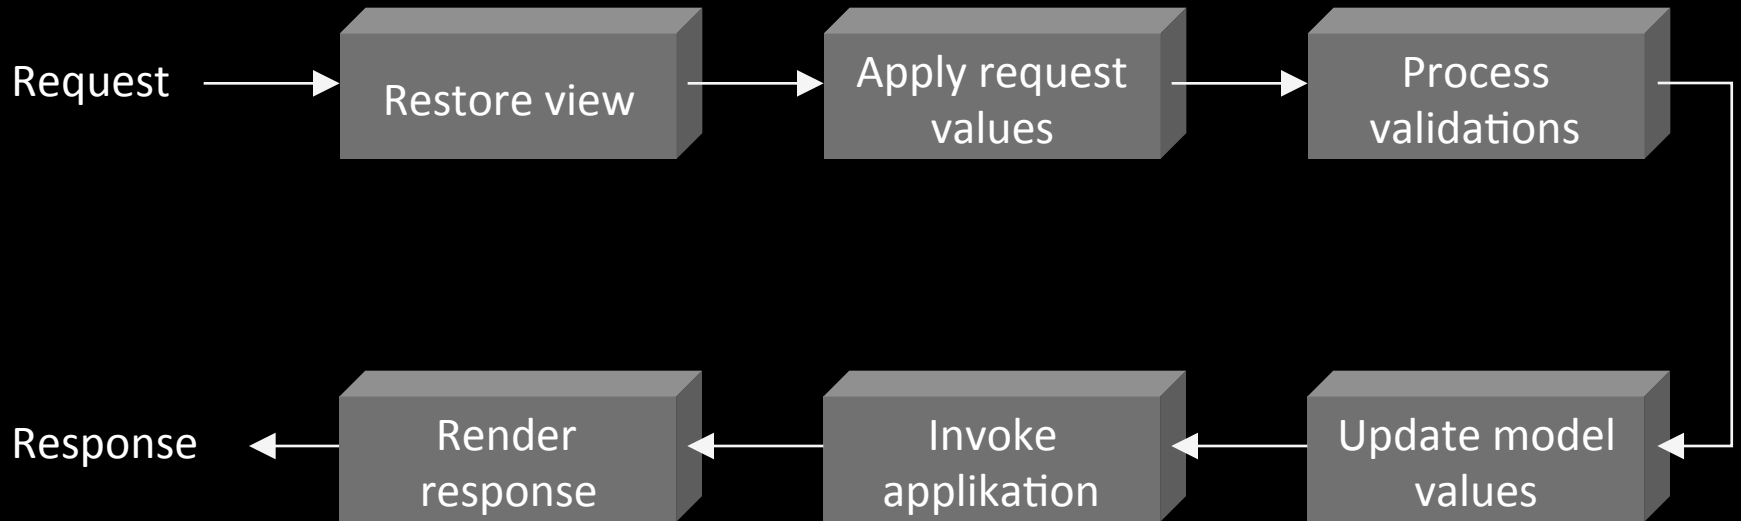 Request
Restore view
Apply request
values
Process
validations
Response
Render
response
Invoke
applikation
Update model
values